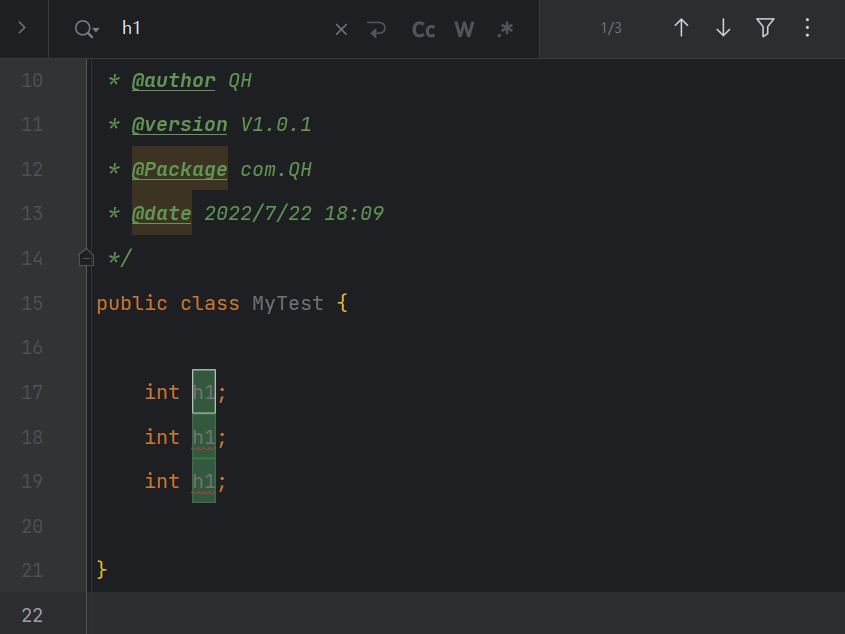 h1 Cc W .* 1/3
10 * @author QH
11 * @version V1.0.1
12 * @Package com.QH
13 * @date 2022/7/22 18:09
14 */
15 public class MyTest {
16
17 int h1;
18 int h1;
19 int h1;
20
21 }
22